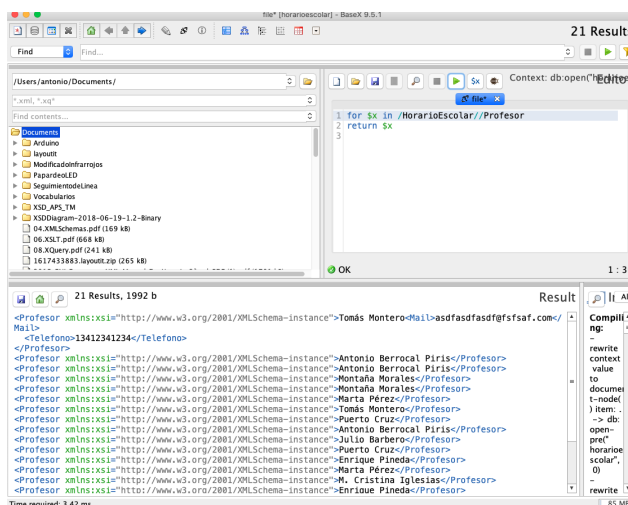 file* [horarioescolar] - BaseX 9.5.1
21 Results
Find
Find...
/Users/antonio/Documents/
*.xml, *.xq*
Find contents...
Documents
Arduino
layoutit
ModificadoInfrarrojos
PapardeoLED
SeguimientodeLinea
Vocabularios
XSD_APS_TM
XSDDiagram-2018-06-19-1.2-Binary
04.XMLSchemas.pdf (169 kB)
06.XSLT.pdf (668 kB)
08.XQuery.pdf (241 kB)
1617433883.layoutit.zip (265 kB)
Context: db:open("
Edito
file*
1 for $x in /HorarioEscolar//Profesor
2 return $x
3
OK
1 : 3
21 Results, 1992 b
Result
<Profesor xmlns:xsi="http://www.w3.org/2001/XMLSchema-instance">Tomás Montero<Mail>asdfasdfasdf@fsfsaf.com</
Mail>
<Telefono>13412341234</Telefono>
</Profesor>
<Profesor xmlns:xsi="http://www.w3.org/2001/XMLSchema-instance">Antonio Berrocal Piris</Profesor>
<Profesor xmlns:xsi="http://www.w3.org/2001/XMLSchema-instance">Antonio Berrocal Piris</Profesor>
<Profesor xmlns:xsi="http://www.w3.org/2001/XMLSchema-instance">Montaña Morales</Profesor>
<Profesor xmlns:xsi="http://www.w3.org/2001/XMLSchema-instance">Montaña Morales</Profesor>
<Profesor xmlns:xsi="http://www.w3.org/2001/XMLSchema-instance">Marta Pérez</Profesor>
<Profesor xmlns:xsi="http://www.w3.org/2001/XMLSchema-instance">Tomás Montero</Profesor>
<Profesor xmlns:xsi="http://www.w3.org/2001/XMLSchema-instance">Puerto Cruz</Profesor>
<Profesor xmlns:xsi="http://www.w3.org/2001/XMLSchema-instance">Antonio Berrocal Piris</Profesor>
<Profesor xmlns:xsi="http://www.w3.org/2001/XMLSchema-instance">Julio Barbero</Profesor>
<Profesor xmlns:xsi="http://www.w3.org/2001/XMLSchema-instance">Puerto Cruz</Profesor>
<Profesor xmlns:xsi="http://www.w3.org/2001/XMLSchema-instance">Enrique Pineda</Profesor>
<Profesor xmlns:xsi="http://www.w3.org/2001/XMLSchema-instance">Marta Pérez</Profesor>
<Profesor xmlns:xsi="http://www.w3.org/2001/XMLSchema-instance">M. Cristina Iglesias</Profesor>
<Profesor xmlns:xsi="http://www.w3.org/2001/XMLSchema-instance">Enrique Pineda</Profesor>
Compili
ng:
-
rewrite
context
value
to
documen
t-node(
) item: .
-> db:
open-
pre("
horarioe
scolar",
0)
-
rewrite
Time required: 3.42 ms
85 MB